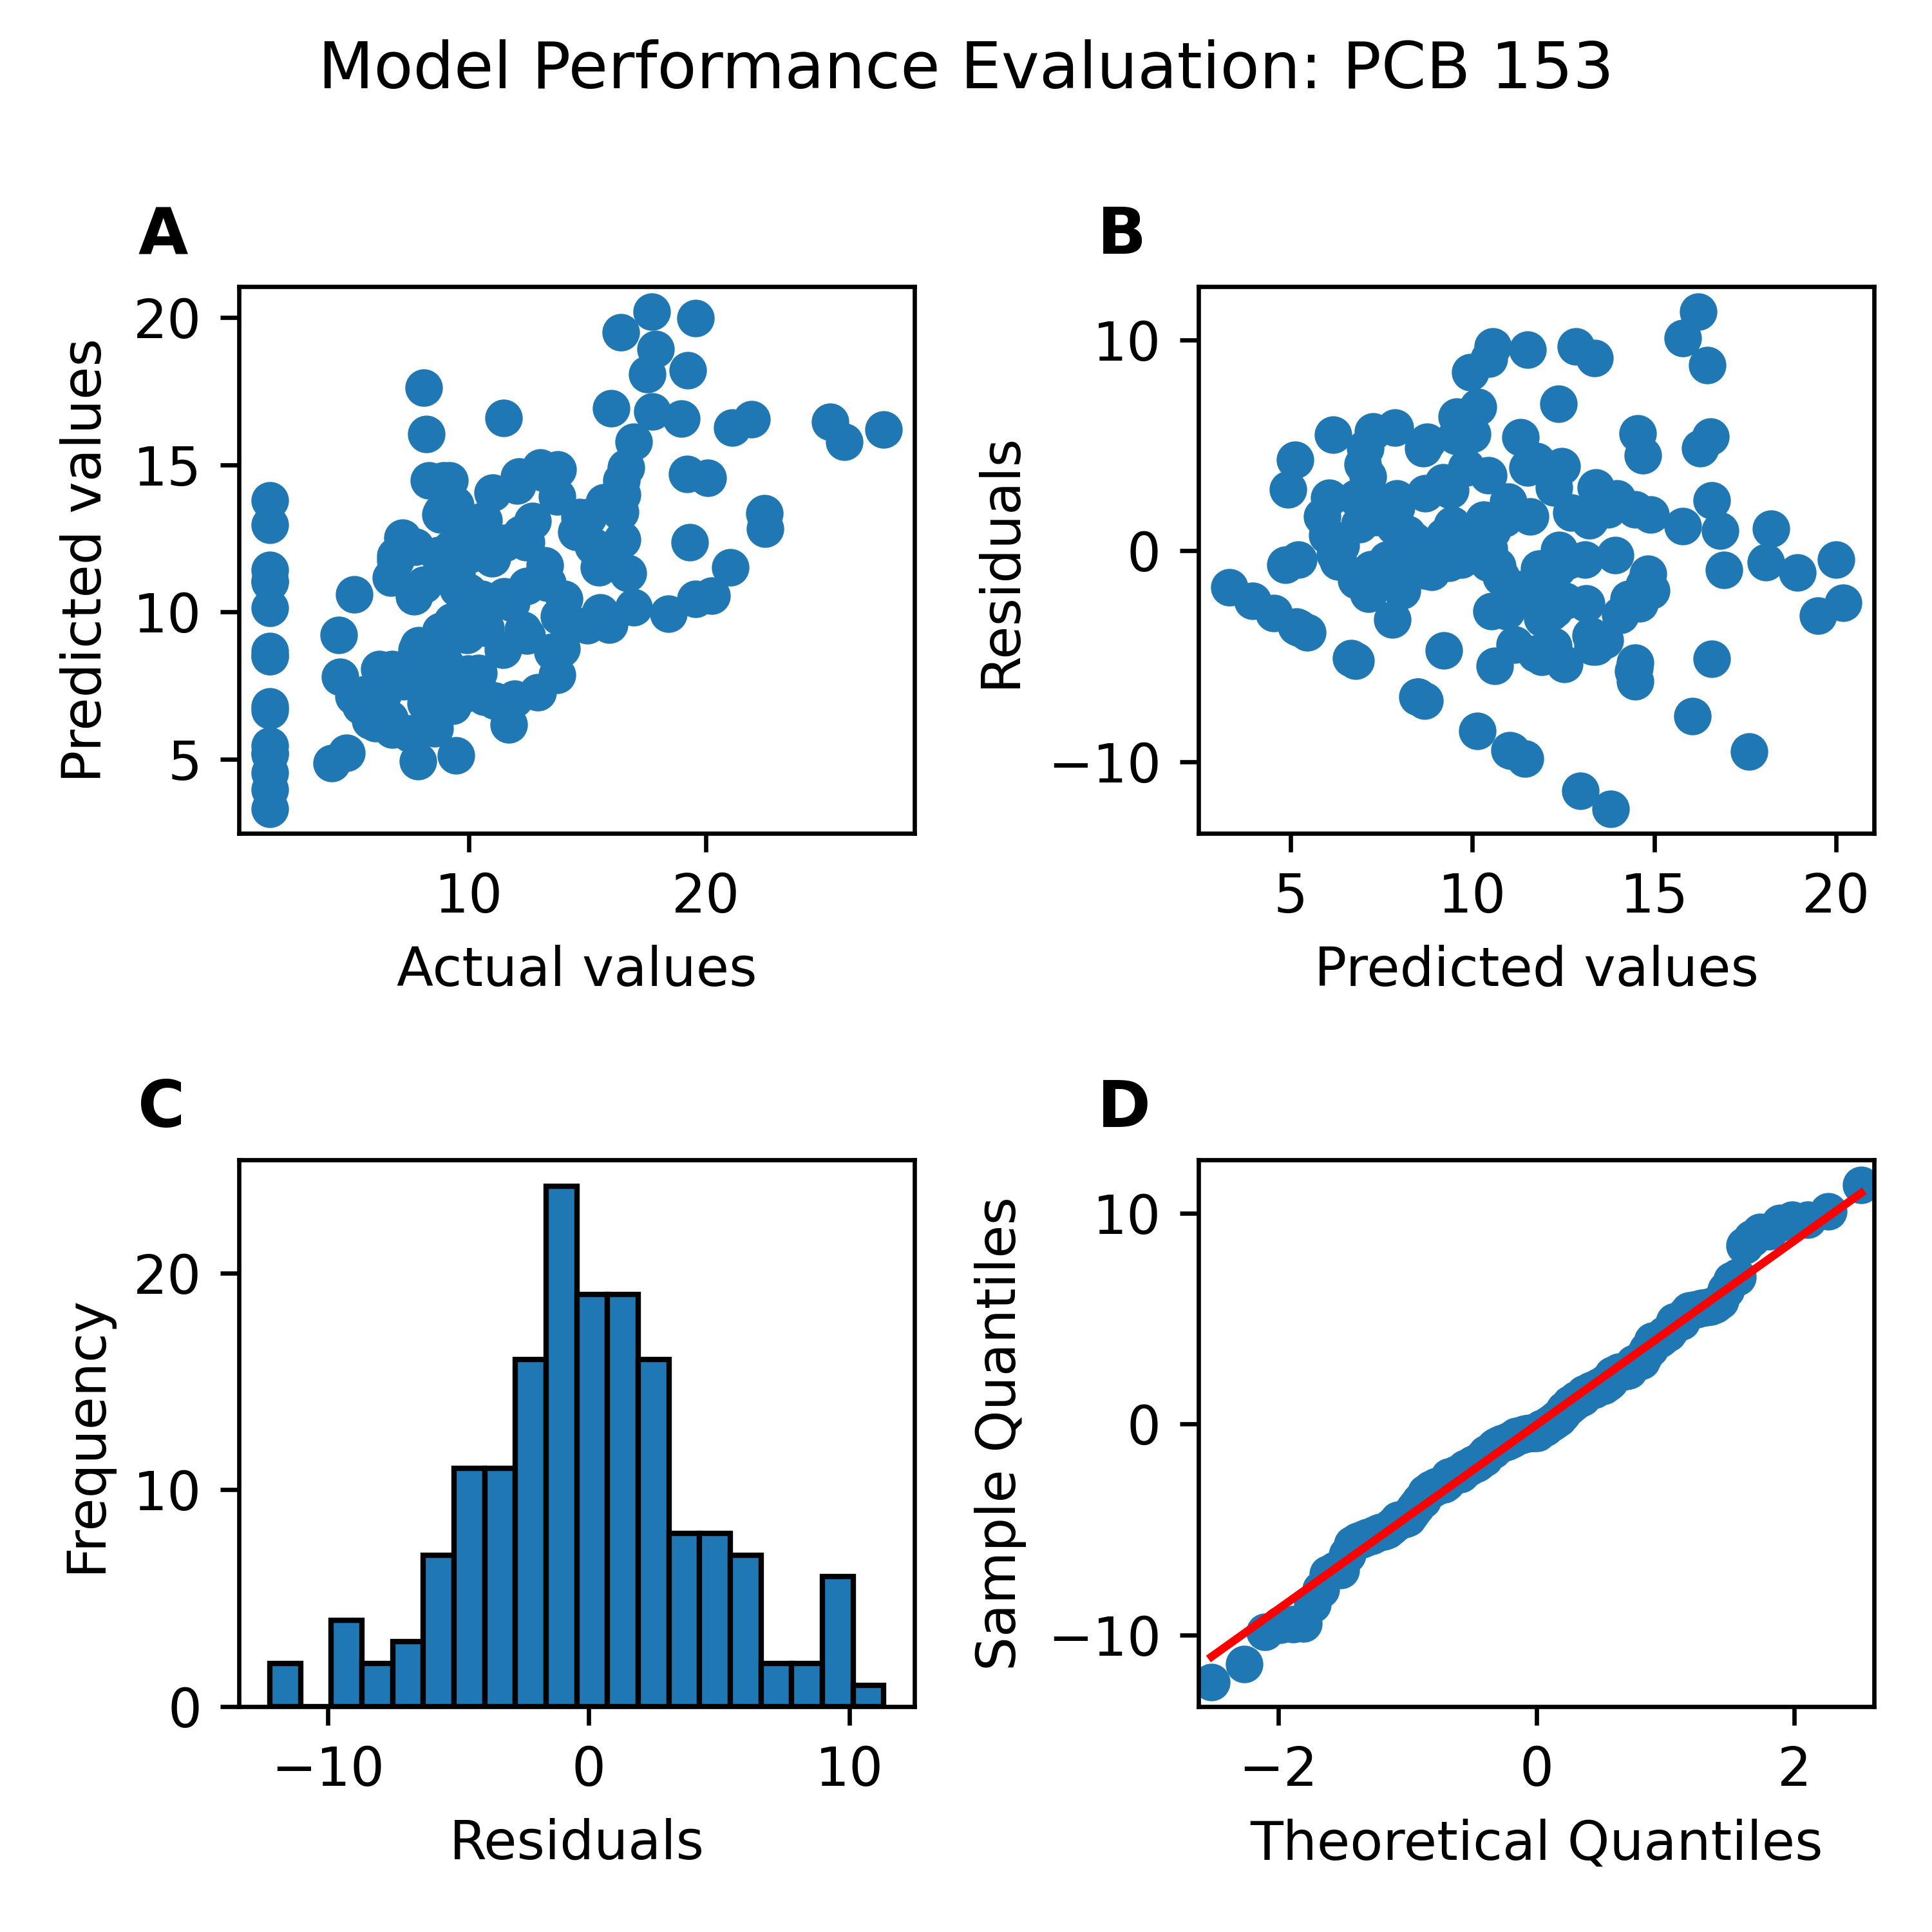 Model Performance Evaluation: PCB 153
A
B
Predicted values
20
15
10
5
10 20
Actual values
Residuals
10
0
−10
5 10 15 20
Predicted values
C
D
Frequency
20
10
0
−10 0 10
Residuals
Sample Quantiles
10
0
−10
−2 0 2
Theoretical Quantiles